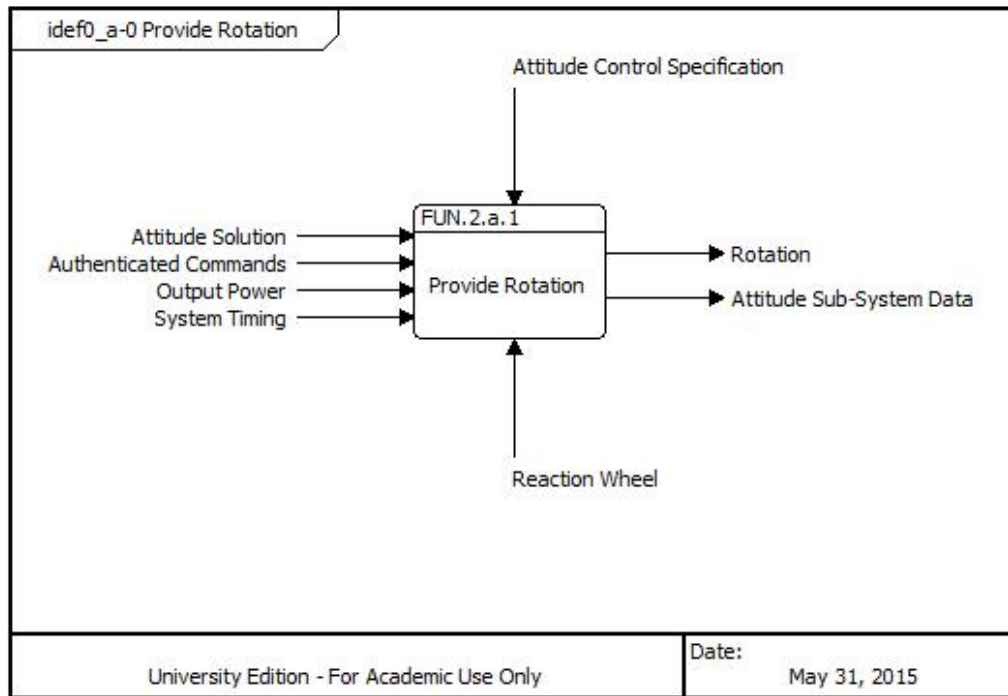 idef0_a-0 Provide Rotation
Attitude Control Specification
FUN.2.a.1
Attitude Solution
Authenticated Commands
Output Power
System Timing
Provide Rotation
Rotation
Attitude Sub-System Data
Reaction Wheel
University Edition - For Academic Use Only
Date:
May 31, 2015